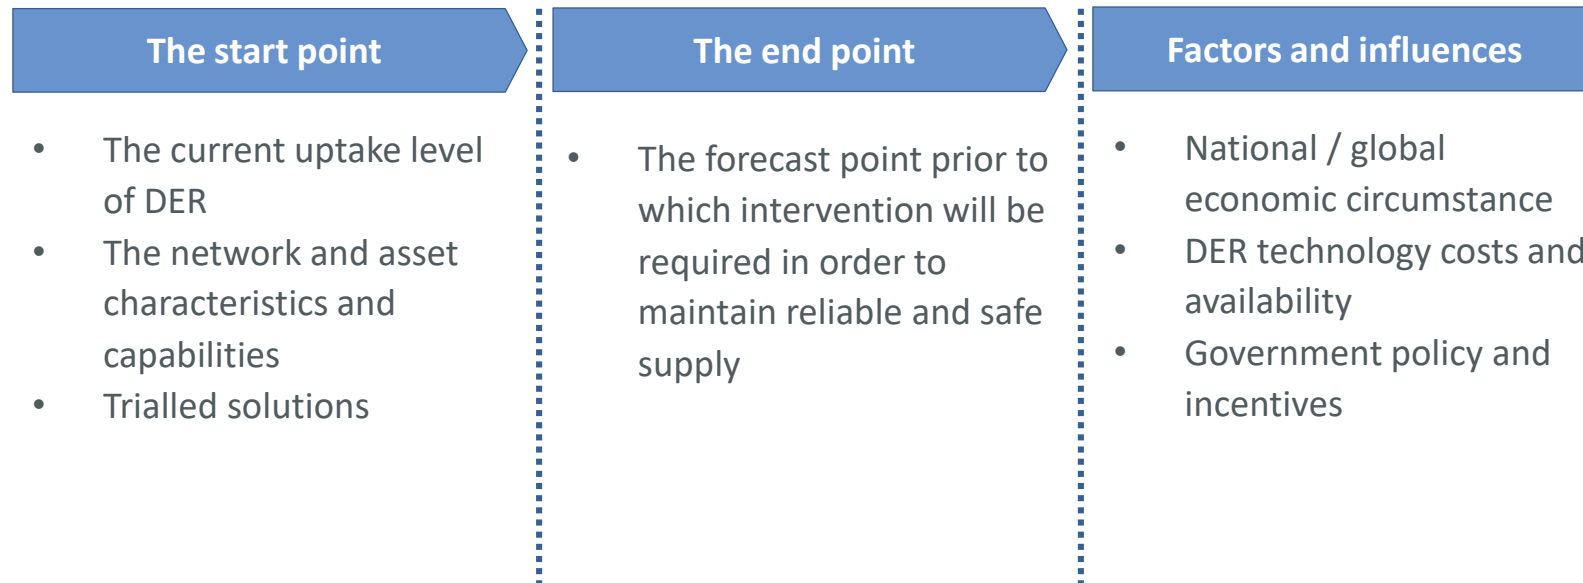 The start point
• The current uptake level
of DER
• The network and asset
characteristics and
capabilities
• Trialled solutions
The end point
• The forecast point prior to
which intervention will be
required in order to
maintain reliable and safe
supply
Factors and influences
• National / global
economic circumstance
• DER technology costs and
availability
• Government policy and
incentives